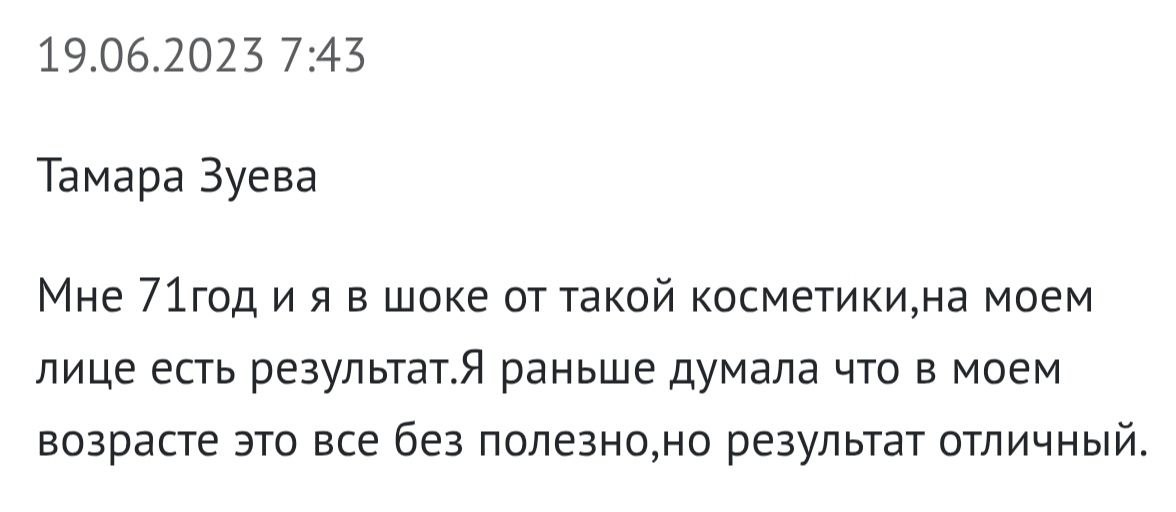 19.06.2023 7:43
Тамара Зуева
Мне 71год и я в шоке от такой косметики,на моем
лице есть результат.Я раньше думала что в моем
возрасте это все без полезно,но результат отличный.